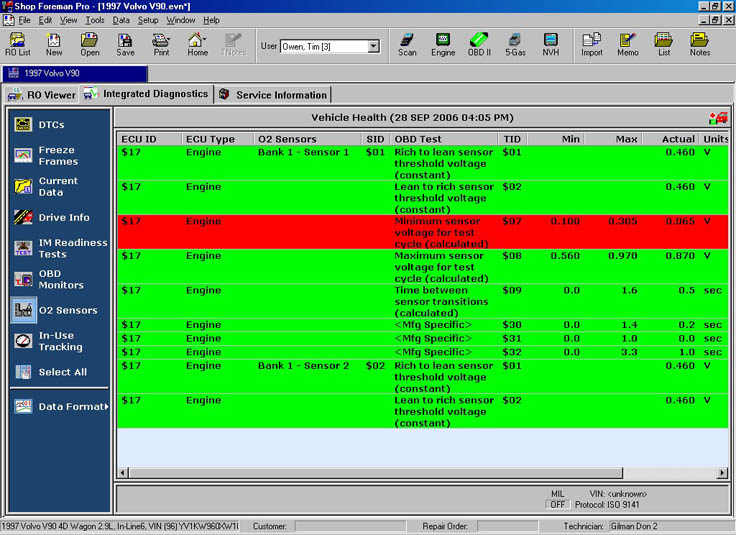 Shop Foreman Pro - [1997 Volvo V90.evn*]
File Edit View Tools Data Setup Window Help
RO List New Open Save Print Home TNotes User Owen, Tim [3] Scan Engine OBD II 5-Gas NVH Import Memo List Notes
1997 Volvo V90
RO Viewer Integrated Diagnostics Service Information
Vehicle Health (28 SEP 2006 04:05 PM)
DTCs
Freeze
Frames
Current
Data
Drive Info
IM Readiness
Tests
OBD
Monitors
O2 Sensors
In-Use
Tracking
Select All
Data Format
ECU ID ECU Type O2 Sensors SID OBD Test TID Min Max Actual Units
$17 Engine Bank 1 - Sensor 1 $01 Rich to lean sensor $01 0.460 V
threshold voltage
(constant)
$17 Engine Lean to rich sensor $02 0.460 V
threshold voltage
(constant)
$17 Engine Minimum sensor $07 0.100 0.305 0.065 V
voltage for test
cycle (calculated)
$17 Engine Maximum sensor $08 0.560 0.970 0.870 V
voltage for test
cycle (calculated)
$17 Engine Time between $09 0.0 1.6 0.5 sec
sensor transitions
(calculated)
$17 Engine <Mfg Specific> $30 0.0 1.4 0.2 sec
$17 Engine <Mfg Specific> $31 0.0 1.0 0.0 sec
$17 Engine <Mfg Specific> $32 0.0 3.3 1.0 sec
$17 Engine Bank 1 - Sensor 2 $02 Rich to lean sensor $01 0.460 V
threshold voltage
(constant)
$17 Engine Lean to rich sensor $02 0.460 V
threshold voltage
(constant)
MIL VIN: <unknown>
OFF Protocol: ISO 9141
1997 Volvo V90 4D Wagon 2.9L, In-Line6, VIN (96) YV1KW960XW1( Customer: Repair Order: Technician: Gilman Don 2